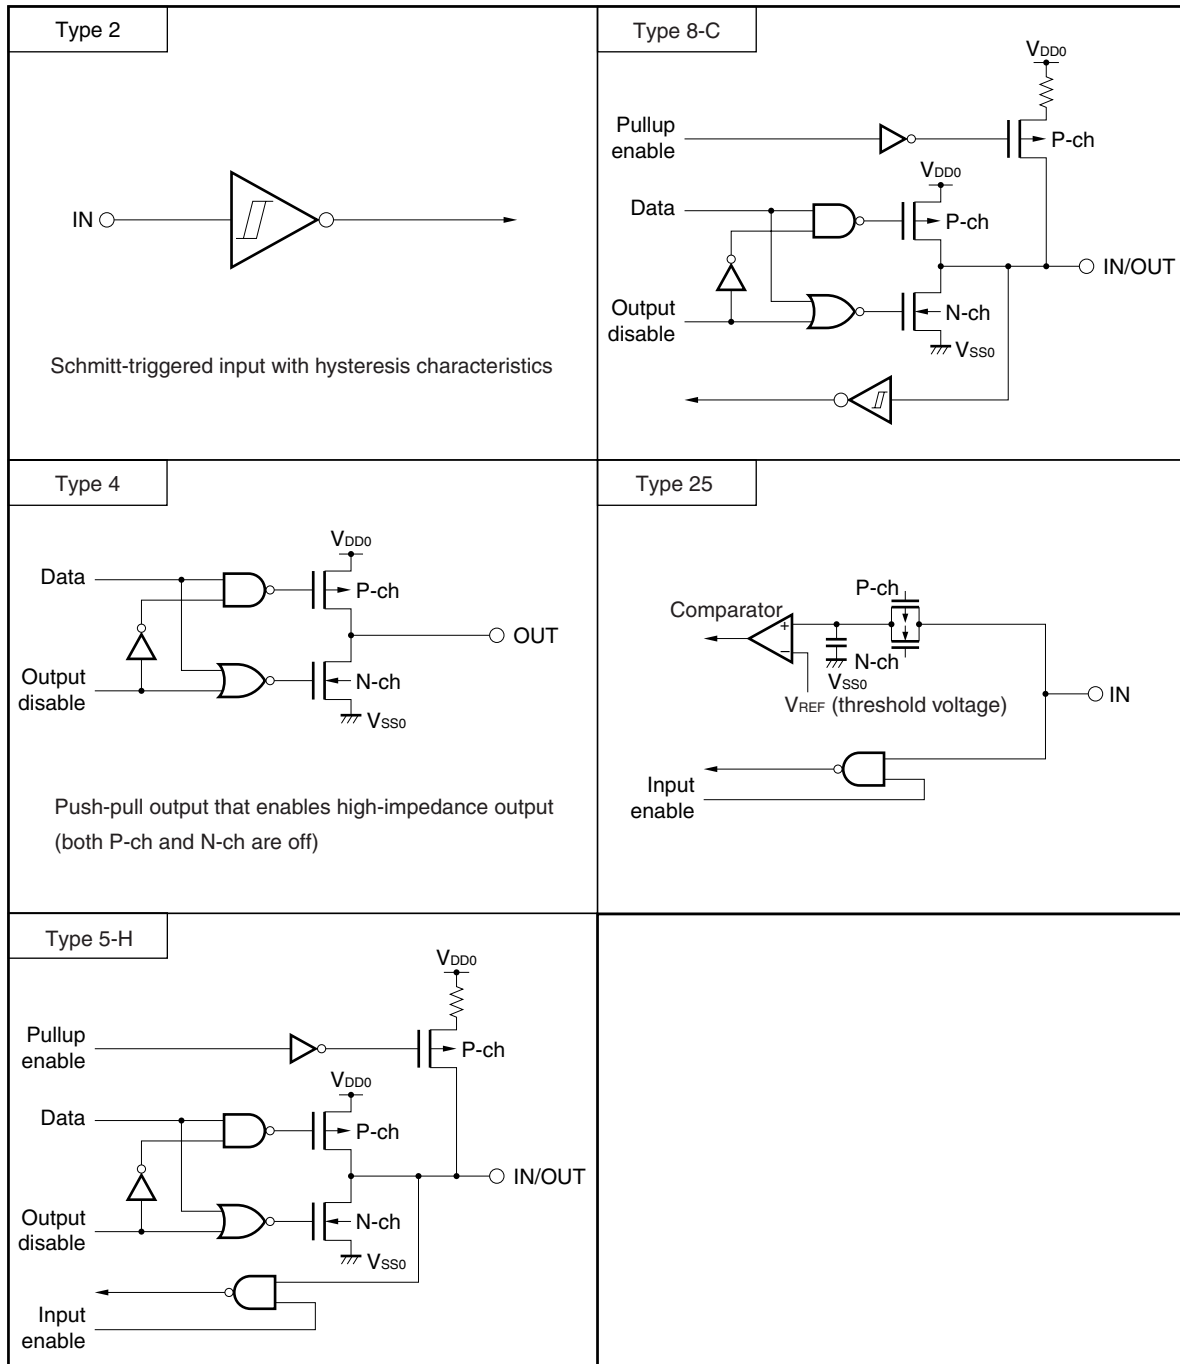 Type 2
IN
Schmitt-triggered input with hysteresis characteristics
Type 8-C
VDD0
Pullup
enable
P-ch
VDD0
Data
P-ch
IN/OUT
Output
disable
N-ch
VSS0
Type 4
VDD0
Data
P-ch
OUT
Output
disable
N-ch
VSS0
Push-pull output that enables high-impedance output
(both P-ch and N-ch are off)
Type 25
P-ch
Comparator
+
−
N-ch
VSS0
VREF (threshold voltage)
IN
Input
enable
Type 5-H
VDD0
Pullup
enable
P-ch
VDD0
Data
P-ch
IN/OUT
Output
disable
N-ch
VSS0
Input
enable